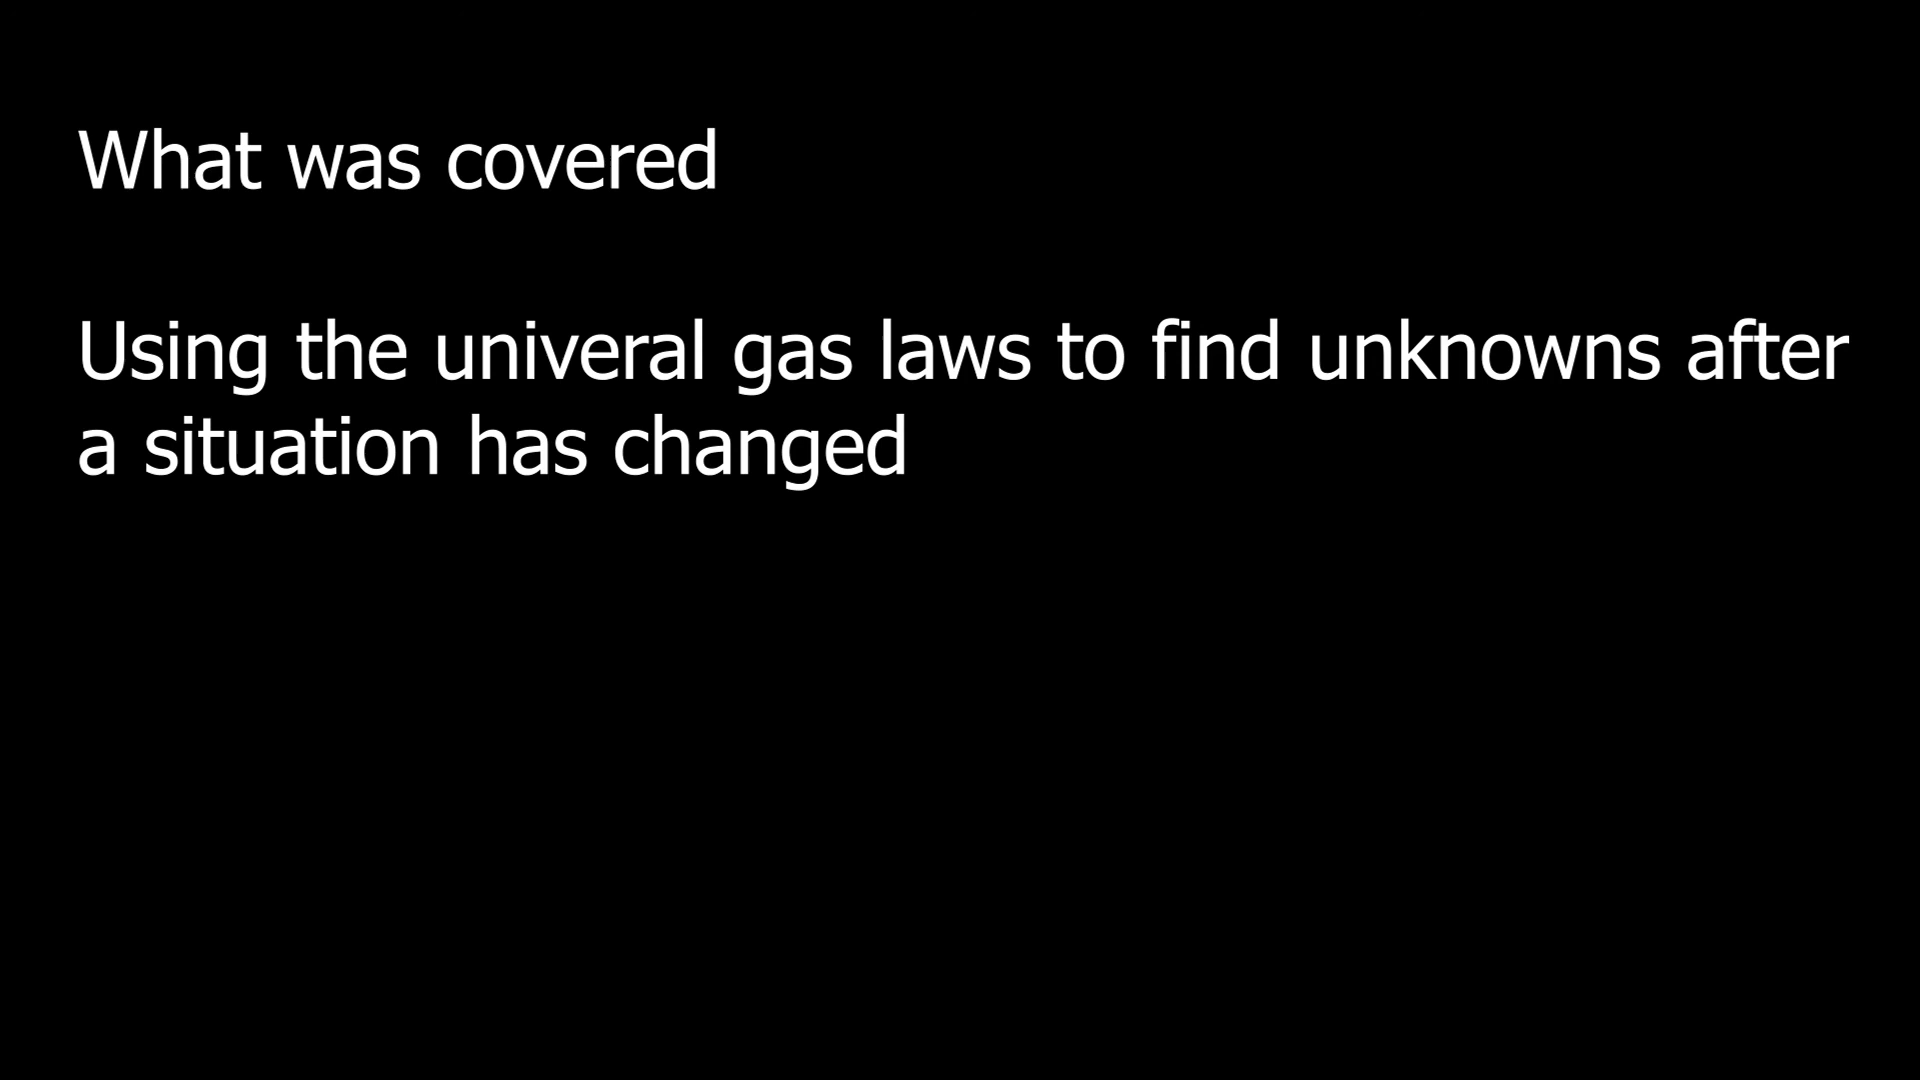 What was covered
Using the univeral gas laws to find unknowns after
a situation has changed